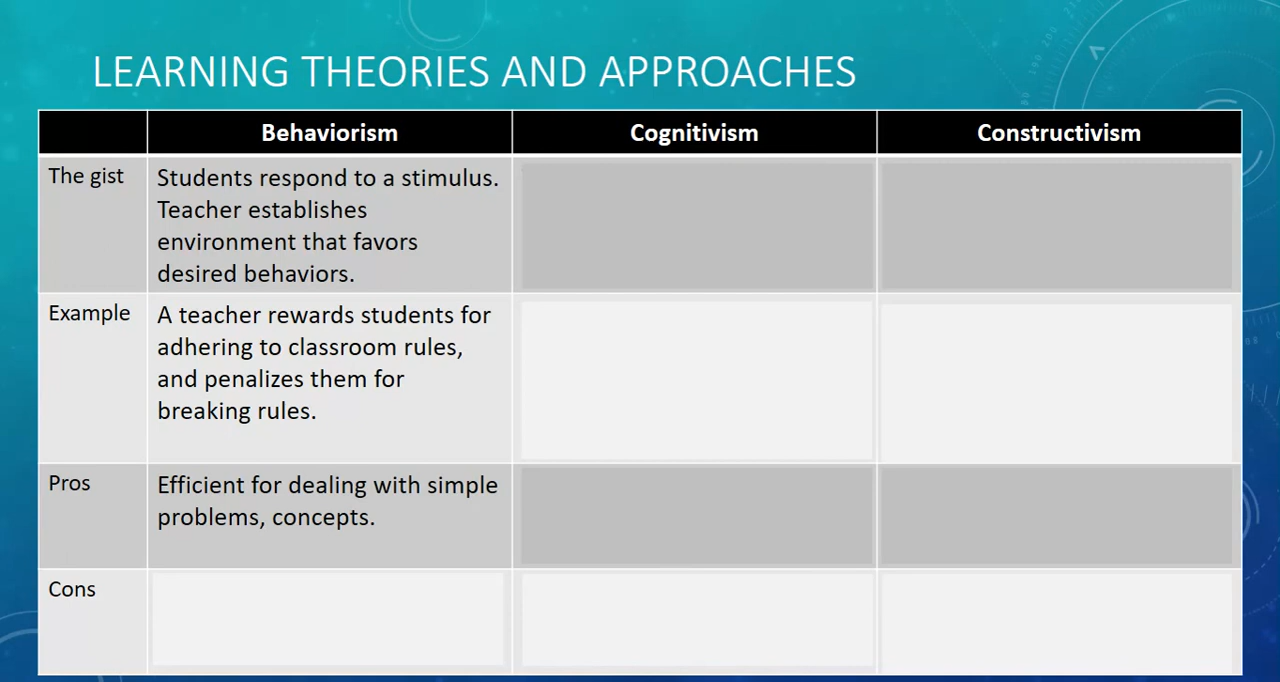 LEARNING THEORIES AND APPROACHES
Behaviorism Cognitivism Constructivism
The gist
Students respond to a stimulus.
Teacher establishes
environment that favors
desired behaviors.
Example
A teacher rewards students for
adhering to classroom rules,
and penalizes them for
breaking rules.
Pros
Efficient for dealing with simple
problems, concepts.
Cons